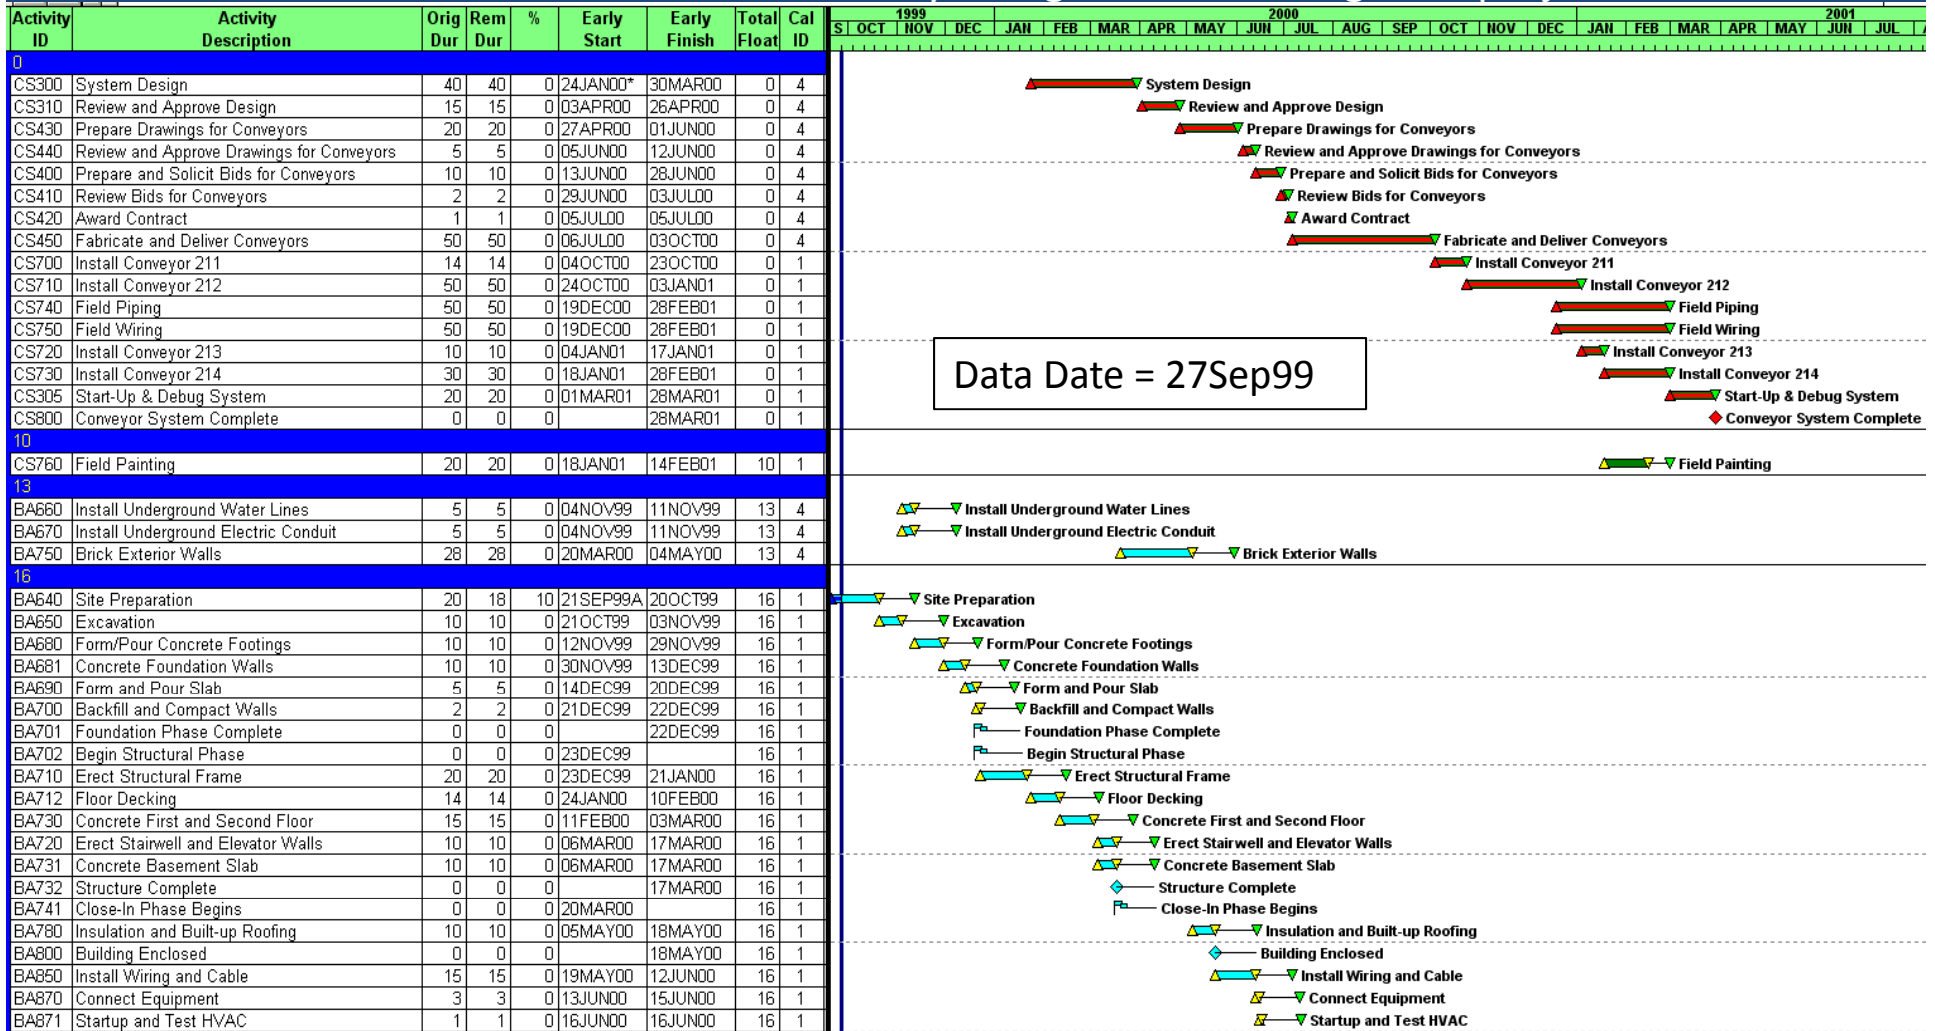 Activity ID Activity Description Orig Dur Rem Dur % Early Start Early Finish Total Float Cal ID
1999 2000 2001
S OCT NOV DEC JAN FEB MAR APR MAY JUN JUL AUG SEP OCT NOV DEC JAN FEB MAR APR MAY JUN JUL
0
CS300 System Design 40 40 0 24JAN00* 30MAR00 0 4 System Design
CS310 Review and Approve Design 15 15 0 03APR00 26APR00 0 4 Review and Approve Design
CS430 Prepare Drawings for Conveyors 20 20 0 27APR00 01JUN00 0 4 Prepare Drawings for Conveyors
CS440 Review and Approve Drawings for Conveyors 5 5 0 05JUN00 12JUN00 0 4 Review and Approve Drawings for Conveyors
CS400 Prepare and Solicit Bids for Conveyors 10 10 0 13JUN00 28JUN00 0 4 Prepare and Solicit Bids for Conveyors
CS410 Review Bids for Conveyors 2 2 0 29JUN00 03JUL00 0 4 Review Bids for Conveyors
CS420 Award Contract 1 1 0 05JUL00 05JUL00 0 4 Award Contract
CS450 Fabricate and Deliver Conveyors 50 50 0 06JUL00 03OCT00 0 4 Fabricate and Deliver Conveyors
CS700 Install Conveyor 211 14 14 0 04OCT00 23OCT00 0 1 Install Conveyor 211
CS710 Install Conveyor 212 50 50 0 24OCT00 03JAN01 0 1 Install Conveyor 212
CS740 Field Piping 50 50 0 19DEC00 28FEB01 0 1 Field Piping
CS750 Field Wiring 50 50 0 19DEC00 28FEB01 0 1 Field Wiring
CS720 Install Conveyor 213 10 10 0 04JAN01 17JAN01 0 1 Install Conveyor 213
CS730 Install Conveyor 214 30 30 0 18JAN01 28FEB01 0 1 Install Conveyor 214
CS305 Start-Up & Debug System 20 20 0 01MAR01 28MAR01 0 1 Start-Up & Debug System
CS800 Conveyor System Complete 0 0 0 28MAR01 0 1 Conveyor System Complete
Data Date = 27Sep99
10
CS760 Field Painting 20 20 0 18JAN01 14FEB01 10 1 Field Painting
13
BA660 Install Underground Water Lines 5 5 0 04NOV99 11NOV99 13 4 Install Underground Water Lines
BA670 Install Underground Electric Conduit 5 5 0 04NOV99 11NOV99 13 4 Install Underground Electric Conduit
BA750 Brick Exterior Walls 28 28 0 20MAR00 04MAY00 13 4 Brick Exterior Walls
16
BA640 Site Preparation 20 18 10 21SEP99A 20OCT99 16 1 Site Preparation
BA650 Excavation 10 10 0 21OCT99 03NOV99 16 1 Excavation
BA680 Form/Pour Concrete Footings 10 10 0 12NOV99 29NOV99 16 1 Form/Pour Concrete Footings
BA681 Concrete Foundation Walls 10 10 0 30NOV99 13DEC99 16 1 Concrete Foundation Walls
BA690 Form and Pour Slab 5 5 0 14DEC99 20DEC99 16 1 Form and Pour Slab
BA700 Backfill and Compact Walls 2 2 0 21DEC99 22DEC99 16 1 Backfill and Compact Walls
BA701 Foundation Phase Complete 0 0 0 22DEC99 16 1 Foundation Phase Complete
BA702 Begin Structural Phase 0 0 0 23DEC99 16 1 Begin Structural Phase
BA710 Erect Structural Frame 20 20 0 23DEC99 21JAN00 16 1 Erect Structural Frame
BA712 Floor Decking 14 14 0 24JAN00 10FEB00 16 1 Floor Decking
BA730 Concrete First and Second Floor 15 15 0 11FEB00 03MAR00 16 1 Concrete First and Second Floor
BA720 Erect Stairwell and Elevator Walls 10 10 0 06MAR00 17MAR00 16 1 Erect Stairwell and Elevator Walls
BA731 Concrete Basement Slab 10 10 0 06MAR00 17MAR00 16 1 Concrete Basement Slab
BA732 Structure Complete 0 0 0 17MAR00 16 1 Structure Complete
BA741 Close-In Phase Begins 0 0 0 20MAR00 16 1 Close-In Phase Begins
BA780 Insulation and Built-up Roofing 10 10 0 05MAY00 18MAY00 16 1 Insulation and Built-up Roofing
BA800 Building Enclosed 0 0 0 18MAY00 16 1 Building Enclosed
BA850 Install Wiring and Cable 15 15 0 19MAY00 12JUN00 16 1 Install Wiring and Cable
BA870 Connect Equipment 3 3 0 13JUN00 15JUN00 16 1 Connect Equipment
BA871 Startup and Test HVAC 1 1 0 16JUN00 16JUN00 16 1 Startup and Test HVAC